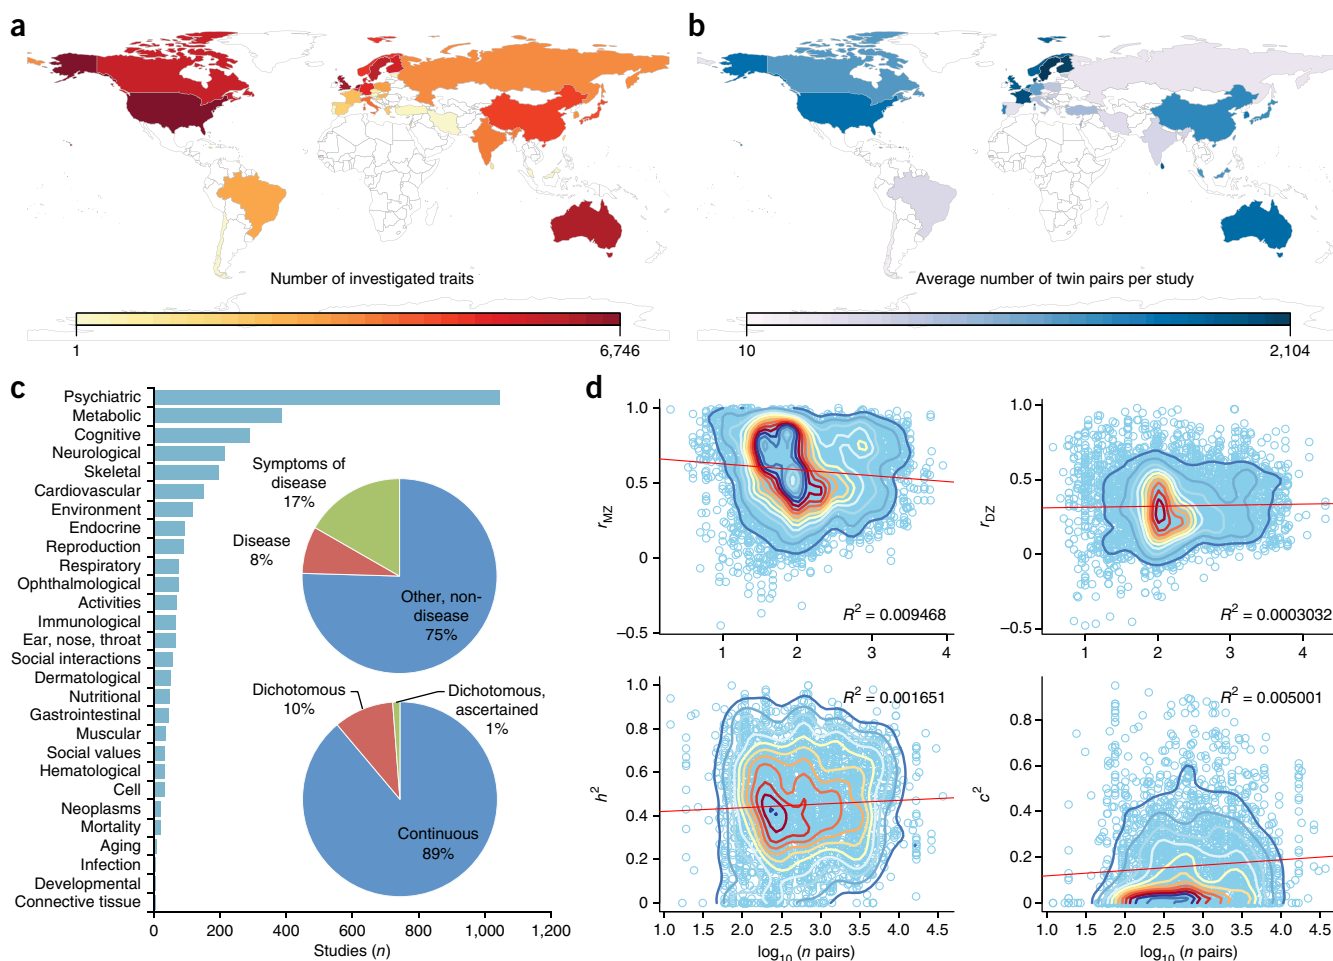 a
b
Number of investigated traits
1
6,746
Average number of twin pairs per study
10
2,104
c
Psychiatric
Metabolic
Cognitive
Neurological
Skeletal
Cardiovascular
Environment
Endocrine
Reproduction
Respiratory
Ophthalmological
Activities
Immunological
Ear, nose, throat
Social interactions
Dermatological
Nutritional
Gastrointestinal
Muscular
Social values
Hematological
Cell
Neoplasms
Mortality
Aging
Infection
Developmental
Connective tissue
0
200
400
600
800
1,000
1,200
Studies (n)
Symptoms of
disease
17%
Disease
8%
Other, non-
disease
75%
Dichotomous
10%
Dichotomous,
ascertained
1%
Continuous
89%
d
1.0
0.5
0
−0.5
rMZ
R² = 0.009468
1
2
3
4
1.0
0.5
0
−0.5
rDZ
R² = 0.0003032
1
2
3
4
R² = 0.001651
1.0
0.8
0.6
0.4
0.2
0
h²
1.0
1.5
2.0
2.5
3.0
3.5
4.0
4.5
log10 (n pairs)
R² = 0.005001
0.8
0.6
0.4
0.2
0
c²
1.0
1.5
2.0
2.5
3.0
3.5
4.0
4.5
log10 (n pairs)